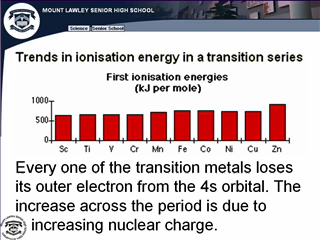 MOUNT LAWLEY SENIOR HIGH SCHOOL
Science Senior School
Trends in ionisation energy in a transition series
First ionisation energies
(kJ per mole)
1000
500
0
Sc Ti V Cr Mn Fe Co Ni Cu Zn
Every one of the transition metals loses
its outer electron from the 4s orbital. The
increase across the period is due to
increasing nuclear charge.